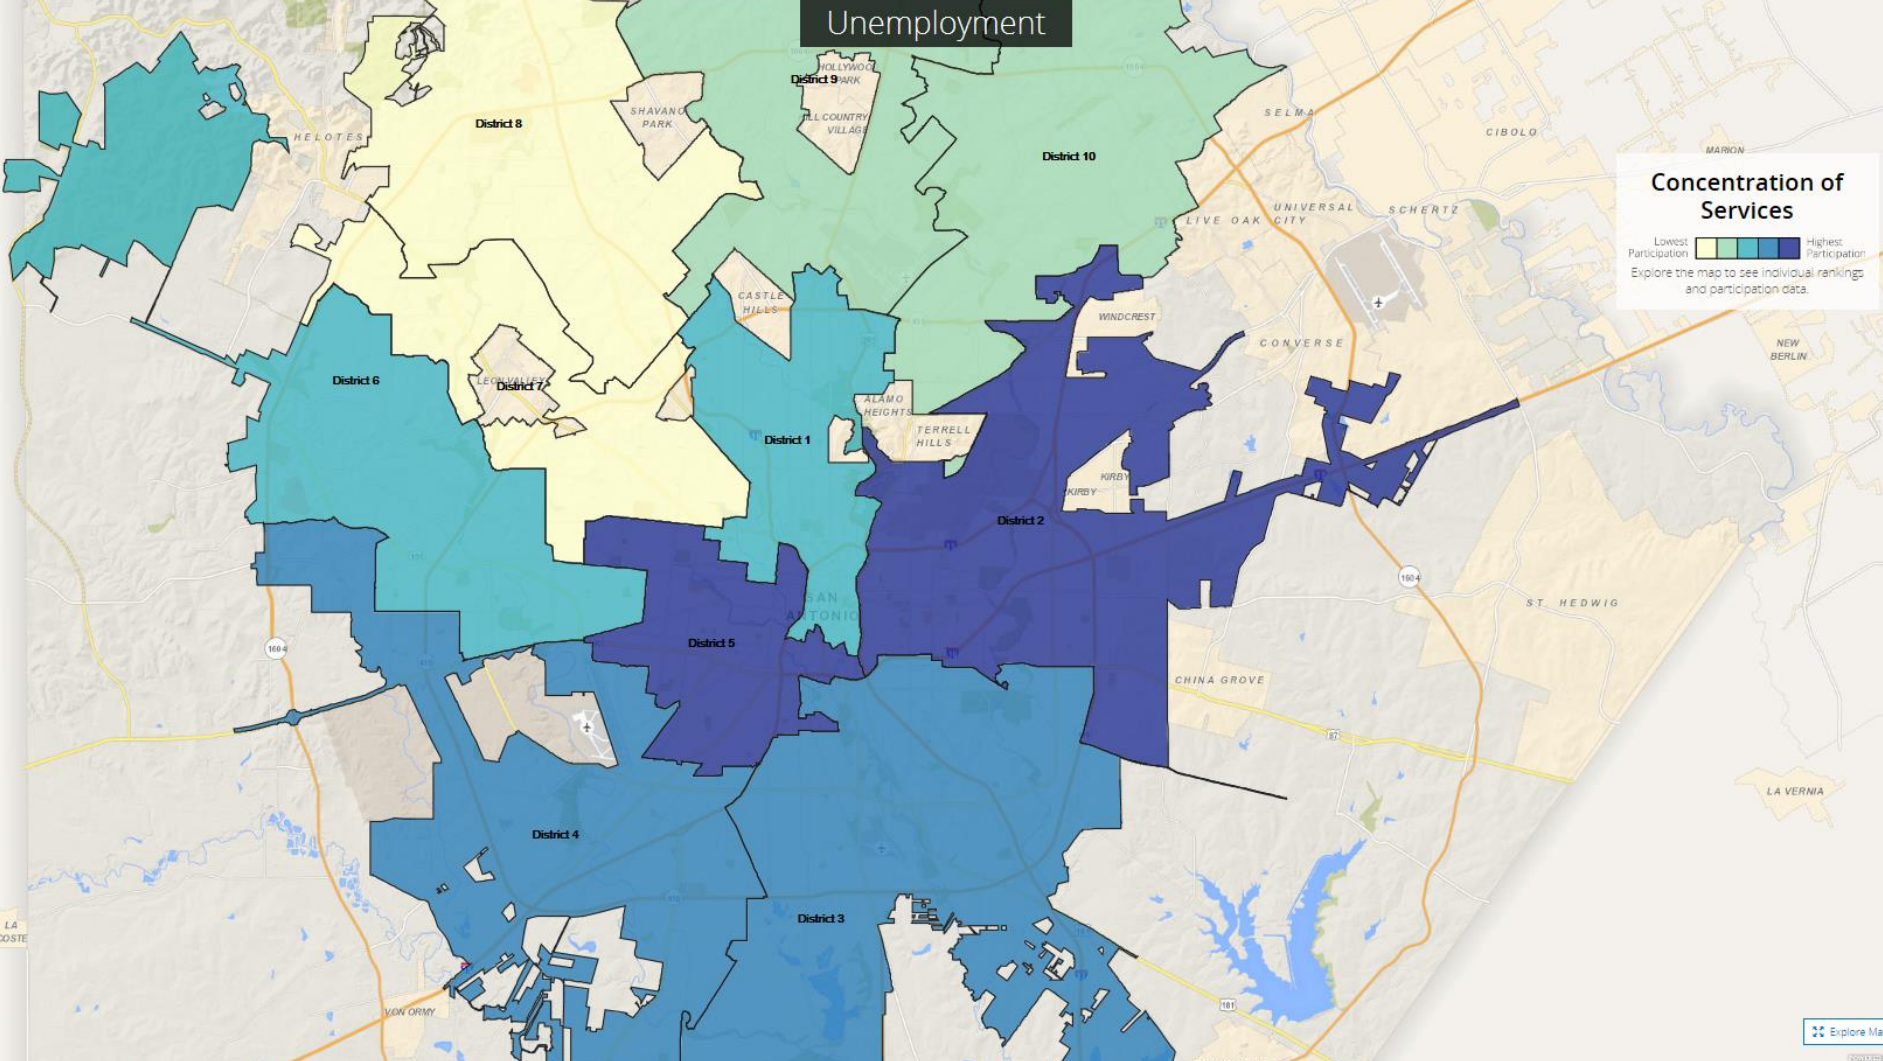 Unemployment
HOLLYWOO
District 9
PARK
SHAVANO
PARK
HILL COUNTRY
VILLAGE
District 8
HELOTES
District 10
SELMA
CIBOLO
MARION
Concentration of
Services
Lowest
Participation
Highest
Participation
Explore the map to see individual rankings
and participation data.
LIVE OAK
UNIVERSAL
CITY
SCHERTZ
CASTLE
HILLS
WINDCREST
CONVERSE
NEW
BERLIN
District 6
LEON VALLEY
District 7
ALAMO
HEIGHTS
TERRELL
HILLS
District 1
KIRBY
KIRBY
District 2
1604
ST HEDWIG
SAN
ANTONIO
District 5
1604
CHINA GROVE
87
LA VERNIA
District 4
District 3
LA
COSTE
VON ORMY
181
Explore Ma